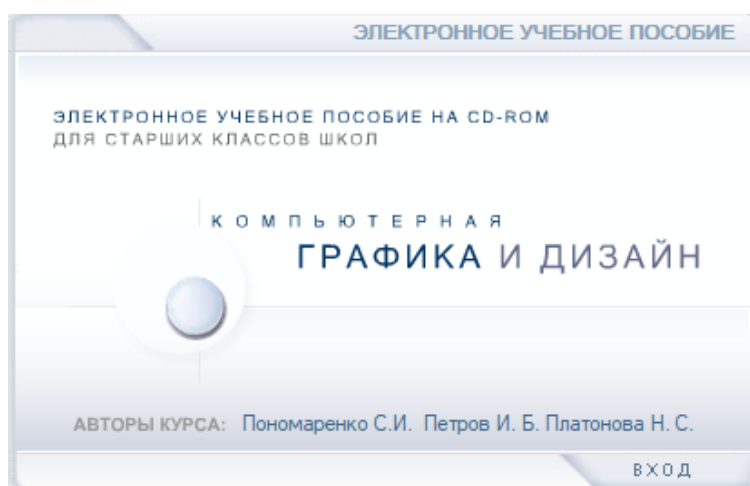 ЭЛЕКТРОННОЕ УЧЕБНОЕ ПОСОБИЕ
ЭЛЕКТРОННОЕ УЧЕБНОЕ ПОСОБИЕ НА CD-ROM
ДЛЯ СТАРШИХ КЛАССОВ ШКОЛ
КОМПЬЮТЕРНАЯ
ГРАФИКА И ДИЗАЙН
АВТОРЫ КУРСА: Пономаренко С.И. Петров И. Б. Платонова Н. С.
ВХОД